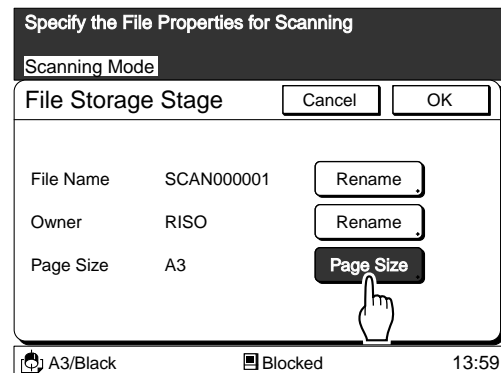 Specify the File Properties for Scanning
Scanning Mode
File Storage Stage Cancel OK
File Name SCAN000001 Rename
Owner RISO Rename
Page Size A3 Page Size
A3/Black Blocked 13:59